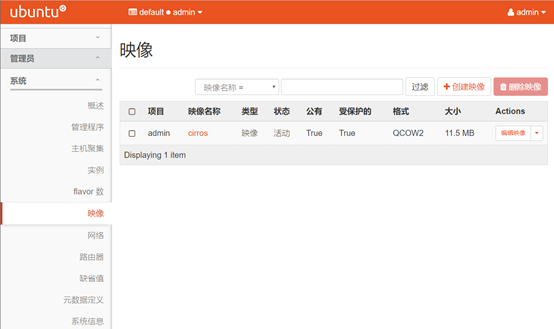 ubuntu
default ● admin
admin
项目
管理员
系统
概述
管理程序
主机聚集
实例
flavor 数
映像
网络
路由器
缺省值
元数据定义
系统信息
映像
映像名称 = 过滤 创建映像 删除映像
项目 映像名称 类型 状态 公有 受保护的 格式 大小 Actions
admin cirros 映像 活动 True True QCOW2 11.5 MB 编辑映像
Displaying 1 item